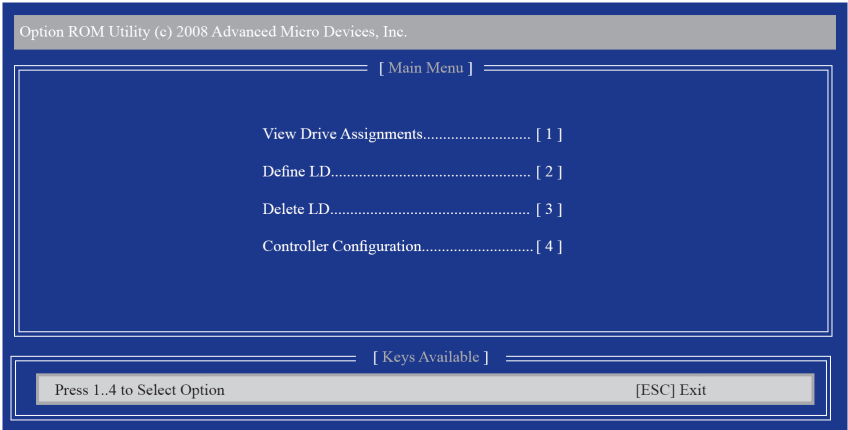 Option ROM Utility (c) 2008 Advanced Micro Devices, Inc.
[ Main Menu ]
View Drive Assignments........................... [ 1 ]
Define LD.................................................. [ 2 ]
Delete LD.................................................. [ 3 ]
Controller Configuration............................ [ 4 ]
[ Keys Available ]
Press 1..4 to Select Option [ESC] Exit